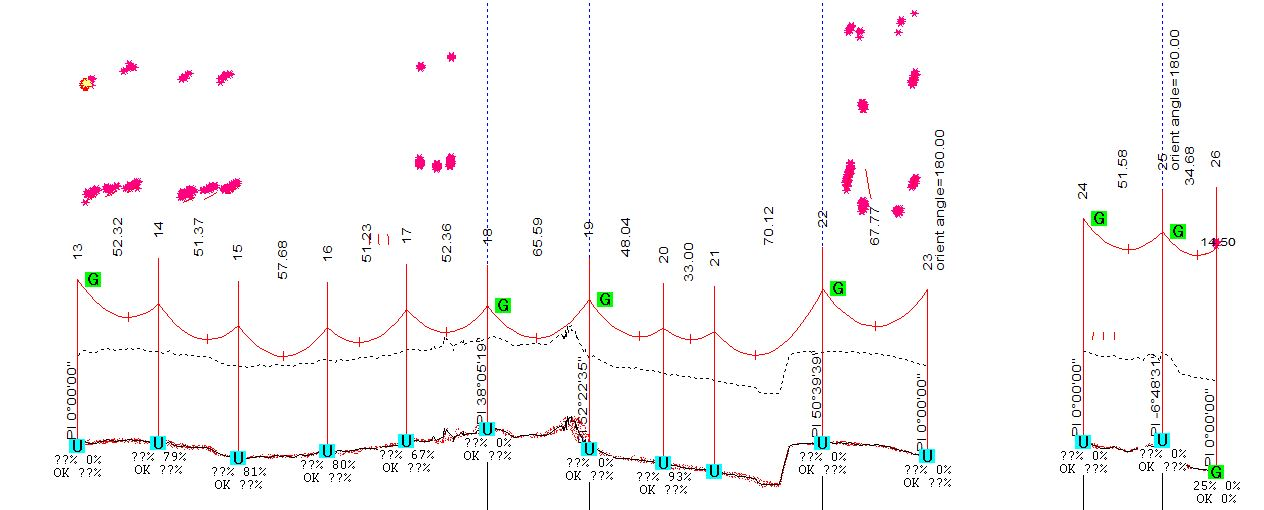 13
52.32
14
51.37
15
57.68
16
51.23
17
52.36
18
65.59
19
48.04
20
33.00
21
70.12
22
67.77
23
orient angle=180.00
24
51.58
25
orient angle=180.00
34.68
26
14.50
G
G
G
G
G
G
PI 0°00'00"
PI 38°05'19"
52°22'35"
PI 50°39'39"
PI 0°00'00"
PI 0°00'00"
PI -6°48'31"
PI 0°00'00"
U
U
U
U
U
U
U
U
U
U
U
U
U
G
??% 0%
OK ??%
??% 79%
OK ??%
??% 81%
OK ??%
??% 80%
OK ??%
??% 67%
OK ??%
??% 0%
OK ??%
??% 0%
OK ??%
??% 93%
OK ??%
??% 0%
OK ??%
??% 0%
OK ??%
??% 0%
OK ??%
??% 0%
OK ??%
25% 0%
OK 0%